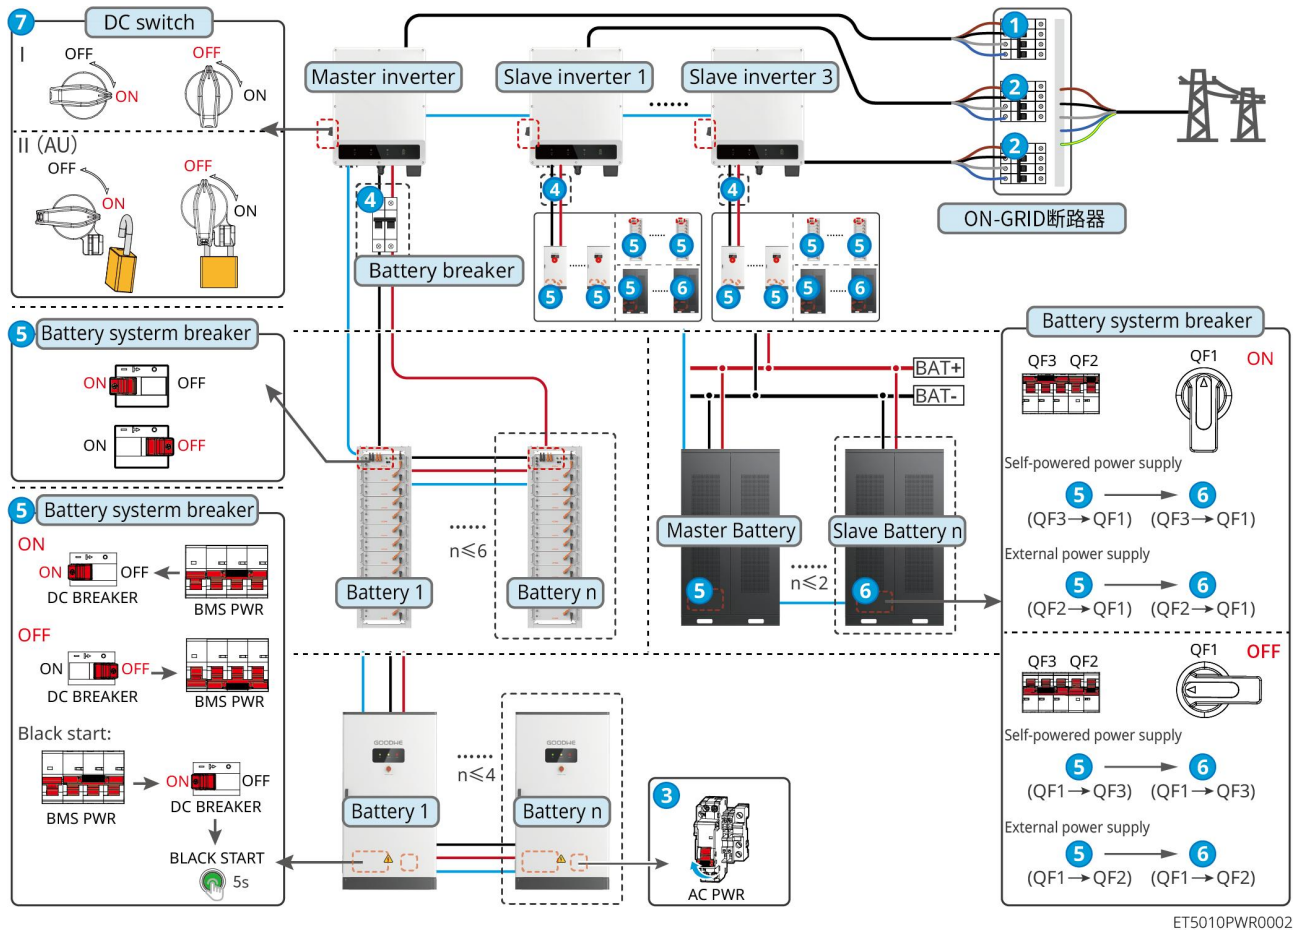 7
DC switch
I
OFF
ON
OFF
ON
II (AU)
OFF
ON
OFF
ON
Master inverter
Slave inverter 1
Slave inverter 3
......
1
2
2
ON-GRID断路器
4
4
4
Battery breaker
5
......
5
5
......
5
5
......
6
5
......
5
5
......
5
5
......
6
5
Battery systerm breaker
ON
OFF
ON
OFF
BAT+
BAT-
......
n≤6
Battery 1
Battery n
Master Battery
Slave Battery n
......
n≤2
5
6
5
Battery systerm breaker
ON
ON
OFF
DC BREAKER
BMS PWR
OFF
ON
OFF
DC BREAKER
BMS PWR
Black start:
BMS PWR
ON
OFF
DC BREAKER
BLACK START
5s
GOODWE
GOODWE
......
n≤4
Battery 1
Battery n
3
AC PWR
Battery systerm breaker
QF3 QF2
QF1
ON
Self-powered power supply
5 → 6
(QF3→QF1) (QF3→QF1)
External power supply
5 → 6
(QF2→QF1) (QF2→QF1)
QF3 QF2
QF1
OFF
Self-powered power supply
5 → 6
(QF1→QF3) (QF1→QF3)
External power supply
5 → 6
(QF1→QF2) (QF1→QF2)
ET5010PWR0002